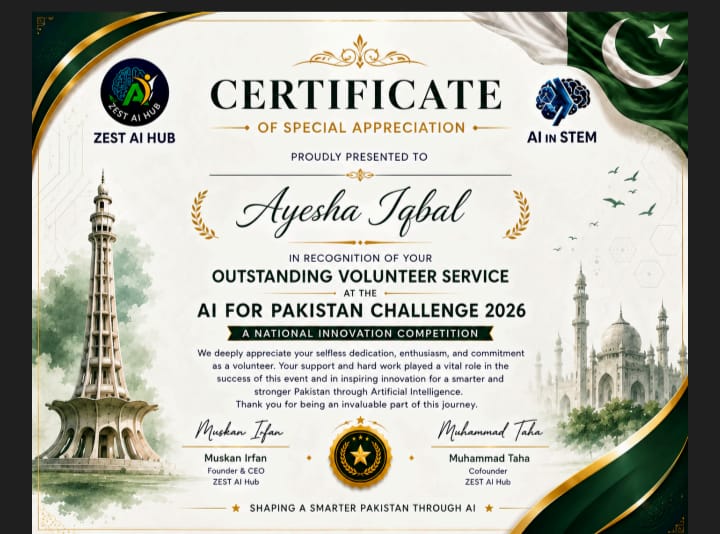 CERTIFICATE
OF SPECIAL APPRECIATION
ZEST AI HUB
ZEST AI HUB
AI IN STEM
PROUDLY PRESENTED TO
Ayesha Iqbal
IN RECOGNITION OF YOUR
OUTSTANDING VOLUNTEER SERVICE
AT THE
AI FOR PAKISTAN CHALLENGE 2026
A NATIONAL INNOVATION COMPETITION
We deeply appreciate your selfless dedication, enthusiasm, and commitment
as a volunteer. Your support and hard work played a vital role in the
success of this event and in inspiring innovation for a smarter and
stronger Pakistan through Artificial Intelligence.
Thank you for being an invaluable part of this journey.
Muskan Irfan
Muskan Irfan
Founder & CEO
ZEST AI Hub
Muhammad Taha
Muhammad Taha
Cofounder
ZEST AI Hub
SHAPING A SMARTER PAKISTAN THROUGH AI